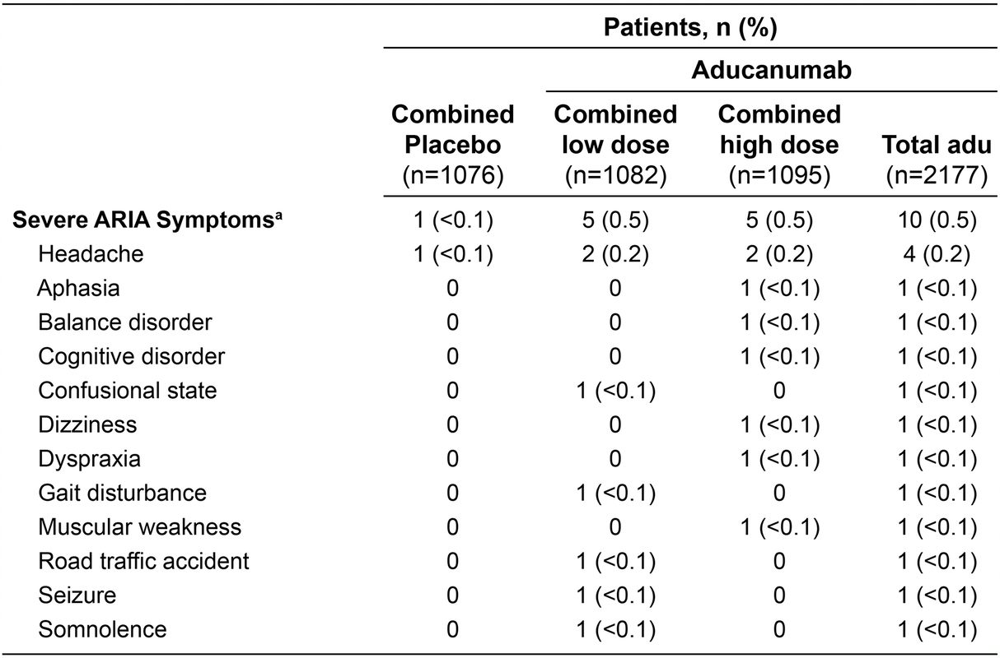 Patients, n (%)
Aducanumab
Combined Placebo (n=1076) Combined low dose (n=1082) Combined high dose (n=1095) Total adu (n=2177)
Severe ARIA Symptomsᵃ 1 (<0.1) 5 (0.5) 5 (0.5) 10 (0.5)
Headache 1 (<0.1) 2 (0.2) 2 (0.2) 4 (0.2)
Aphasia 0 0 1 (<0.1) 1 (<0.1)
Balance disorder 0 0 1 (<0.1) 1 (<0.1)
Cognitive disorder 0 0 1 (<0.1) 1 (<0.1)
Confusional state 0 1 (<0.1) 0 1 (<0.1)
Dizziness 0 0 1 (<0.1) 1 (<0.1)
Dyspraxia 0 0 1 (<0.1) 1 (<0.1)
Gait disturbance 0 1 (<0.1) 0 1 (<0.1)
Muscular weakness 0 0 1 (<0.1) 1 (<0.1)
Road traffic accident 0 1 (<0.1) 0 1 (<0.1)
Seizure 0 1 (<0.1) 0 1 (<0.1)
Somnolence 0 1 (<0.1) 0 1 (<0.1)